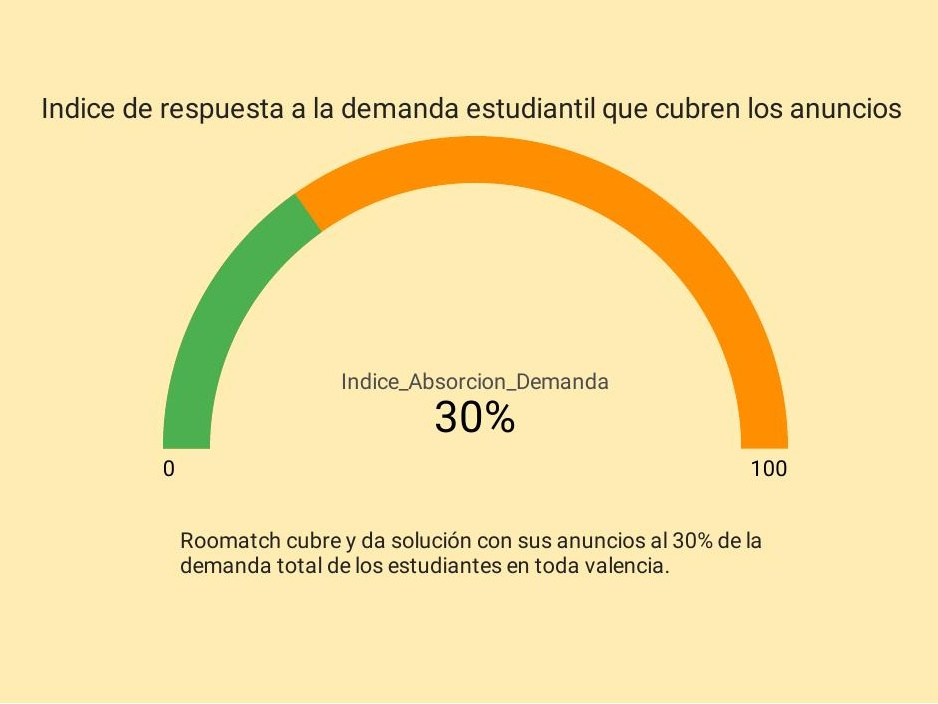 Indice de respuesta a la demanda estudiantil que cubren los anuncios
Indice_Absorcion_Demanda
30%
0
100
Roomatch cubre y da solución con sus anuncios al 30% de la
demanda total de los estudiantes en toda valencia.